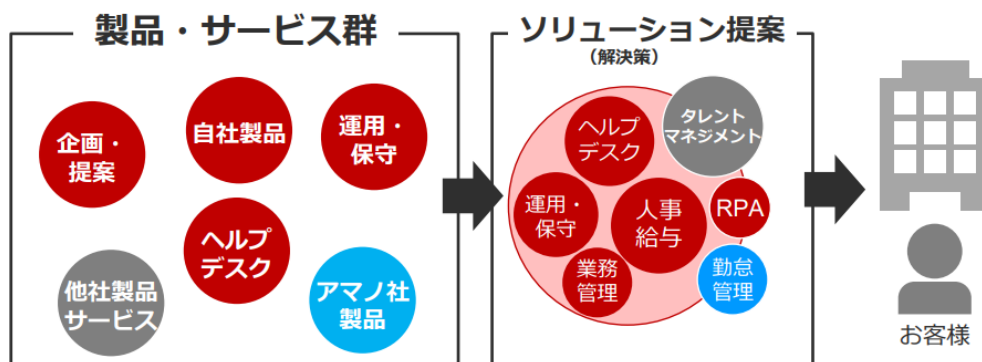 製品・サービス群
企画・
提案
自社製品
運用・
保守
他社製品
サービス
ヘルプ
デスク
アマノ社
製品
ソリューション提案
(解決策)
ヘルプ
デスク
タレント
マネジメント
運用・
保守
人事
給与
RPA
業務
管理
勤怠
管理
お客様